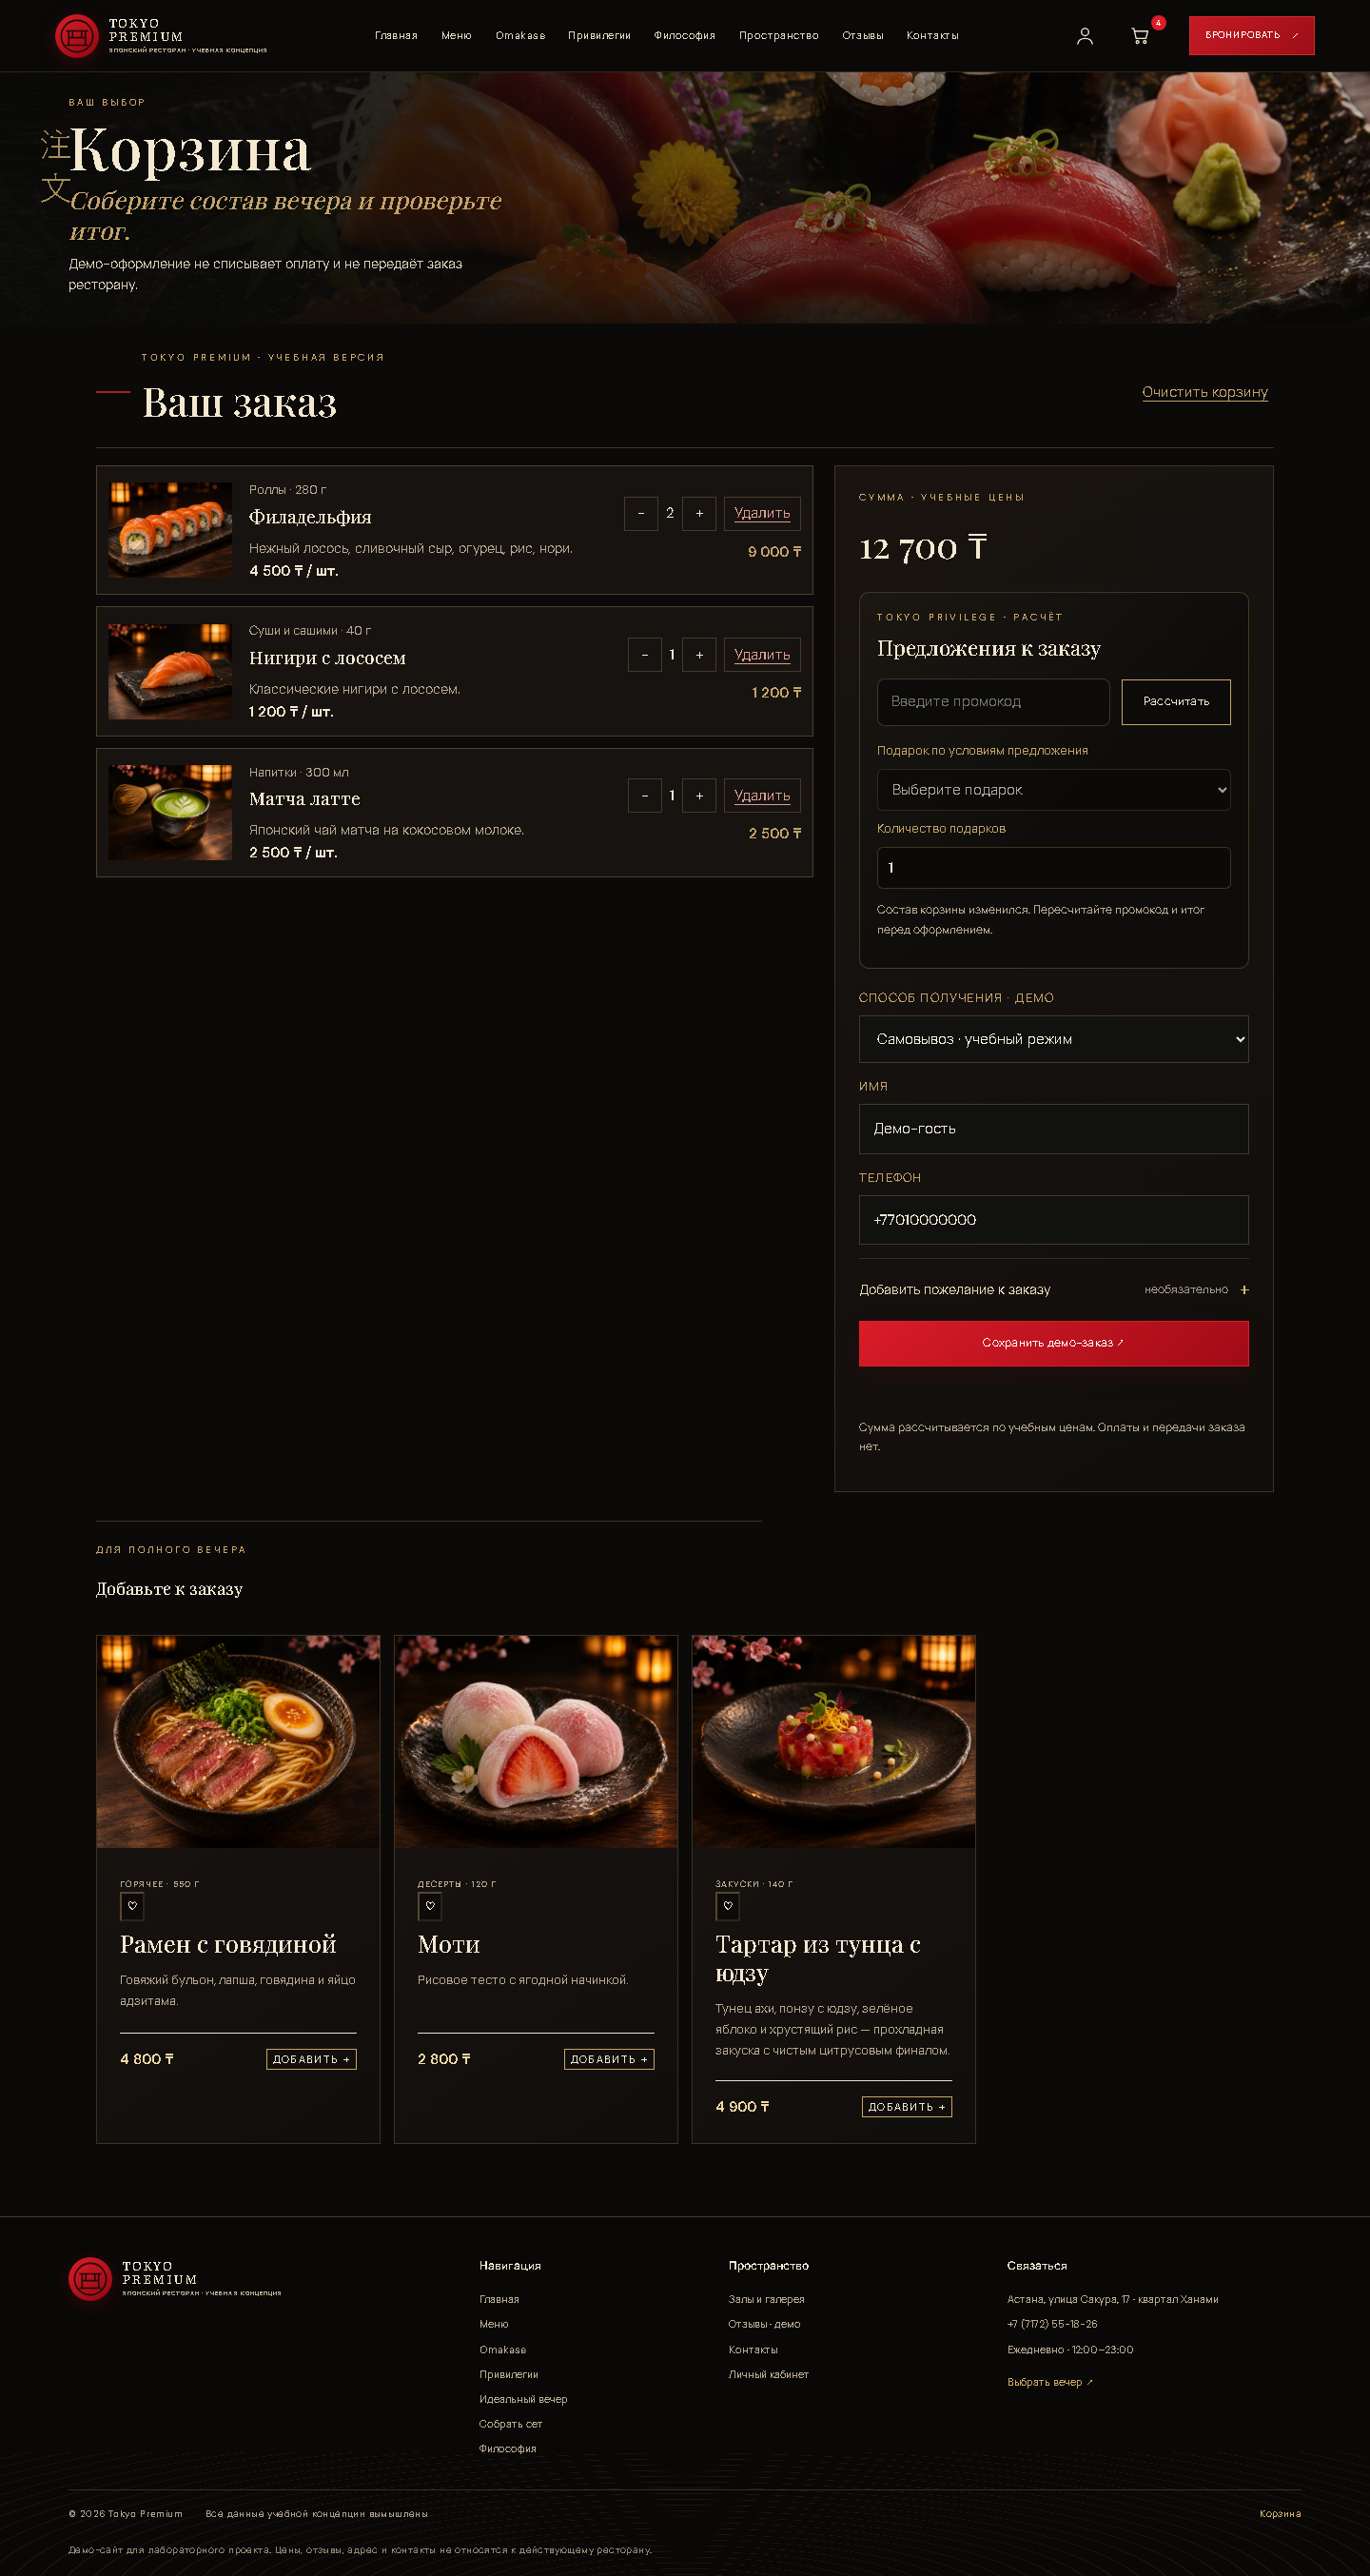 TOKYO
PREMIUM
ЯПОНСКИЙ РЕСТОРАН · УЧЕБНАЯ КОНЦЕПЦИЯ
Главная
Меню
Omakase
Привилегии
Философия
Пространство
Отзывы
Контакты
4
БРОНИРОВАТЬ ↗
ВАШ ВЫБОР
注文
Корзина
Соберите состав вечера и проверьте
итог.
Демо-оформление не списывает оплату и не передаёт заказ
ресторану.
TOKYO PREMIUM · УЧЕБНАЯ ВЕРСИЯ
Ваш заказ
Очистить корзину
Роллы · 280 г
Филадельфия
Нежный лосось, сливочный сыр, огурец, рис, нори.
4 500 ₸ / шт.
− 2 + Удалить
9 000 ₸
Суши и сашими · 40 г
Нигири с лососем
Классические нигири с лососем.
1 200 ₸ / шт.
− 1 + Удалить
1 200 ₸
Напитки · 300 мл
Матча латте
Японский чай матча на кокосовом молоке.
2 500 ₸ / шт.
− 1 + Удалить
2 500 ₸
СУММА · УЧЕБНЫЕ ЦЕНЫ
12 700 ₸
TOKYO PRIVILEGE · РАСЧЁТ
Предложения к заказу
Введите промокод
Рассчитать
Подарок по условиям предложения
Выберите подарок
Количество подарков
1
Состав корзины изменился. Пересчитайте промокод и итог
перед оформлением.
СПОСОБ ПОЛУЧЕНИЯ · ДЕМО
Самовывоз · учебный режим
ИМЯ
Демо-гость
ТЕЛЕФОН
+77010000000
Добавить пожелание к заказу
необязательно +
Сохранить демо-заказ ↗
Сумма рассчитывается по учебным ценам. Оплаты и передачи заказа
нет.
ДЛЯ ПОЛНОГО ВЕЧЕРА
Добавьте к заказу
ГОРЯЧЕЕ · 550 Г
♡
Рамен с говядиной
Говяжий бульон, лапша, говядина и яйцо
адзитама.
4 800 ₸
ДОБАВИТЬ +
ДЕСЕРТЫ · 120 Г
♡
Моти
Рисовое тесто с ягодной начинкой.
2 800 ₸
ДОБАВИТЬ +
ЗАКУСКИ · 140 Г
♡
Тартар из тунца с
юдзу
Тунец ахи, понзу с юдзу, зелёное
яблоко и хрустящий рис — прохладная
закуска с чистым цитрусовым финалом.
4 900 ₸
ДОБАВИТЬ +
TOKYO
PREMIUM
ЯПОНСКИЙ РЕСТОРАН · УЧЕБНАЯ КОНЦЕПЦИЯ
Навигация
Главная
Меню
Omakase
Привилегии
Идеальный вечер
Собрать сет
Философия
Пространство
Залы и галерея
Отзывы · демо
Контакты
Личный кабинет
Связаться
Астана, улица Сакура, 17 · квартал Ханами
+7 (7172) 55-18-26
Ежедневно · 12:00–23:00
Выбрать вечер ↗
© 2026 Tokyo Premium
Все данные учебной концепции вымышлены
Корзина
Демо-сайт для лабораторного проекта. Цены, отзывы, адрес и контакты не относятся к действующему ресторану.